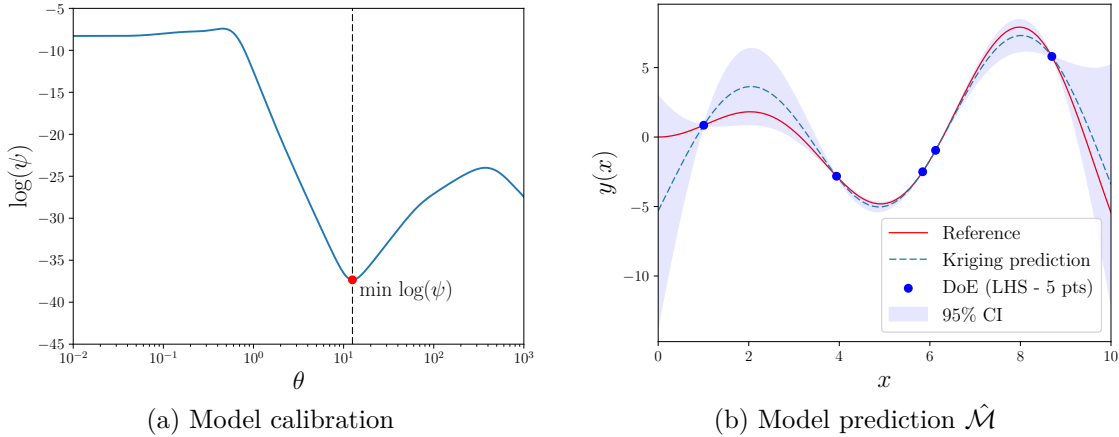 −5
−10
−15
−20
−25
−30
−35
−40
−45
log(ψ)
min log(ψ)
10⁻² 10⁻¹ 10⁰ 10¹ 10² 10³
θ
(a) Model calibration
5
0
−5
−10
y(x)
Reference
Kriging prediction
DoE (LHS - 5 pts)
95% CI
0 2 4 6 8 10
x
(b) Model prediction ℳ̂